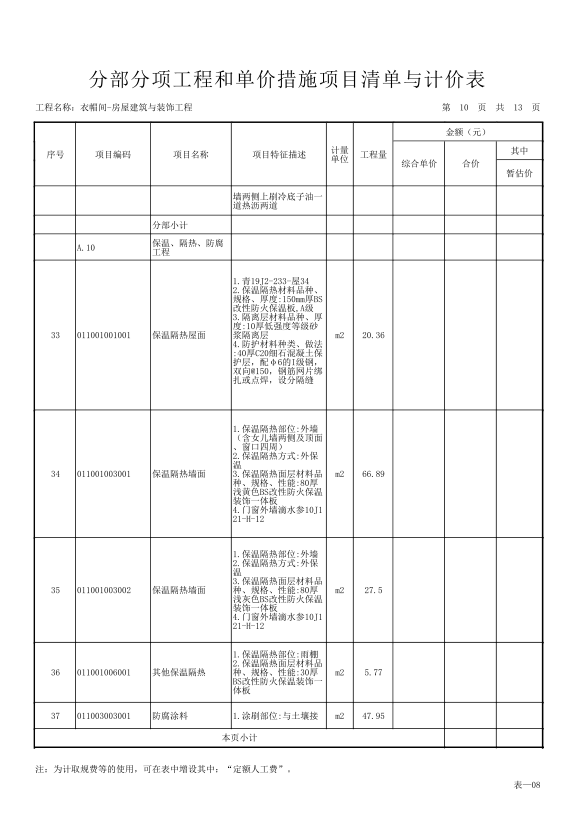 分部分项工程和单价措施项目清单与计价表
工程名称: 衣帽间-房屋建筑与装饰工程 第 10 页 共 13 页
序号 项目编码 项目名称 项目特征描述 计量单位 工程量 金额（元）
综合单价 合价 其中
暂估价
墙两侧上刷冷底子油一
道热沥两道
分部小计
A.10 保温、隔热、防腐
工程
33 011001001001 保温隔热屋面 m2 20.36
1.青19J2-233-屋34
2.保温隔热材料品种、
规格、厚度:150mm厚BS
改性防火保温板,A级
3.隔离层材料品种、厚
度:10厚低强度等级砂
浆隔离层
4.防护材料种类、做法
:40厚C20细石混凝土保
护层, 配φ6的I级钢,
双向@150, 钢筋网片绑
扎或点焊, 设分隔缝
34 011001003001 保温隔热墙面 m2 66.89
1.保温隔热部位:外墙
（含女儿墙两侧及顶面
、窗口四周）
2.保温隔热方式:外保
温
3.保温隔热面层材料品
种、规格、性能:80厚
浅黄色BS改性防火保温
装饰一体板
4.门窗外墙滴水参10J1
21-H-12
35 011001003002 保温隔热墙面 m2 27.5
1.保温隔热部位:外墙
2.保温隔热方式:外保
温
3.保温隔热面层材料品
种、规格、性能:80厚
浅灰色BS改性防火保温
装饰一体板
4.门窗外墙滴水参10J1
21-H-12
36 011001006001 其他保温隔热 m2 5.77
1.保温隔热部位:雨棚
2.保温隔热面层材料品
种、规格、性能:30厚
BS改性防火保温装饰一
体板
37 011003003001 防腐涂料 1.涂刷部位:与土壤接 m2 47.95
本页小计
注: 为计取规费等的使用, 可在表中增设其中: “定额人工费”。
表—08